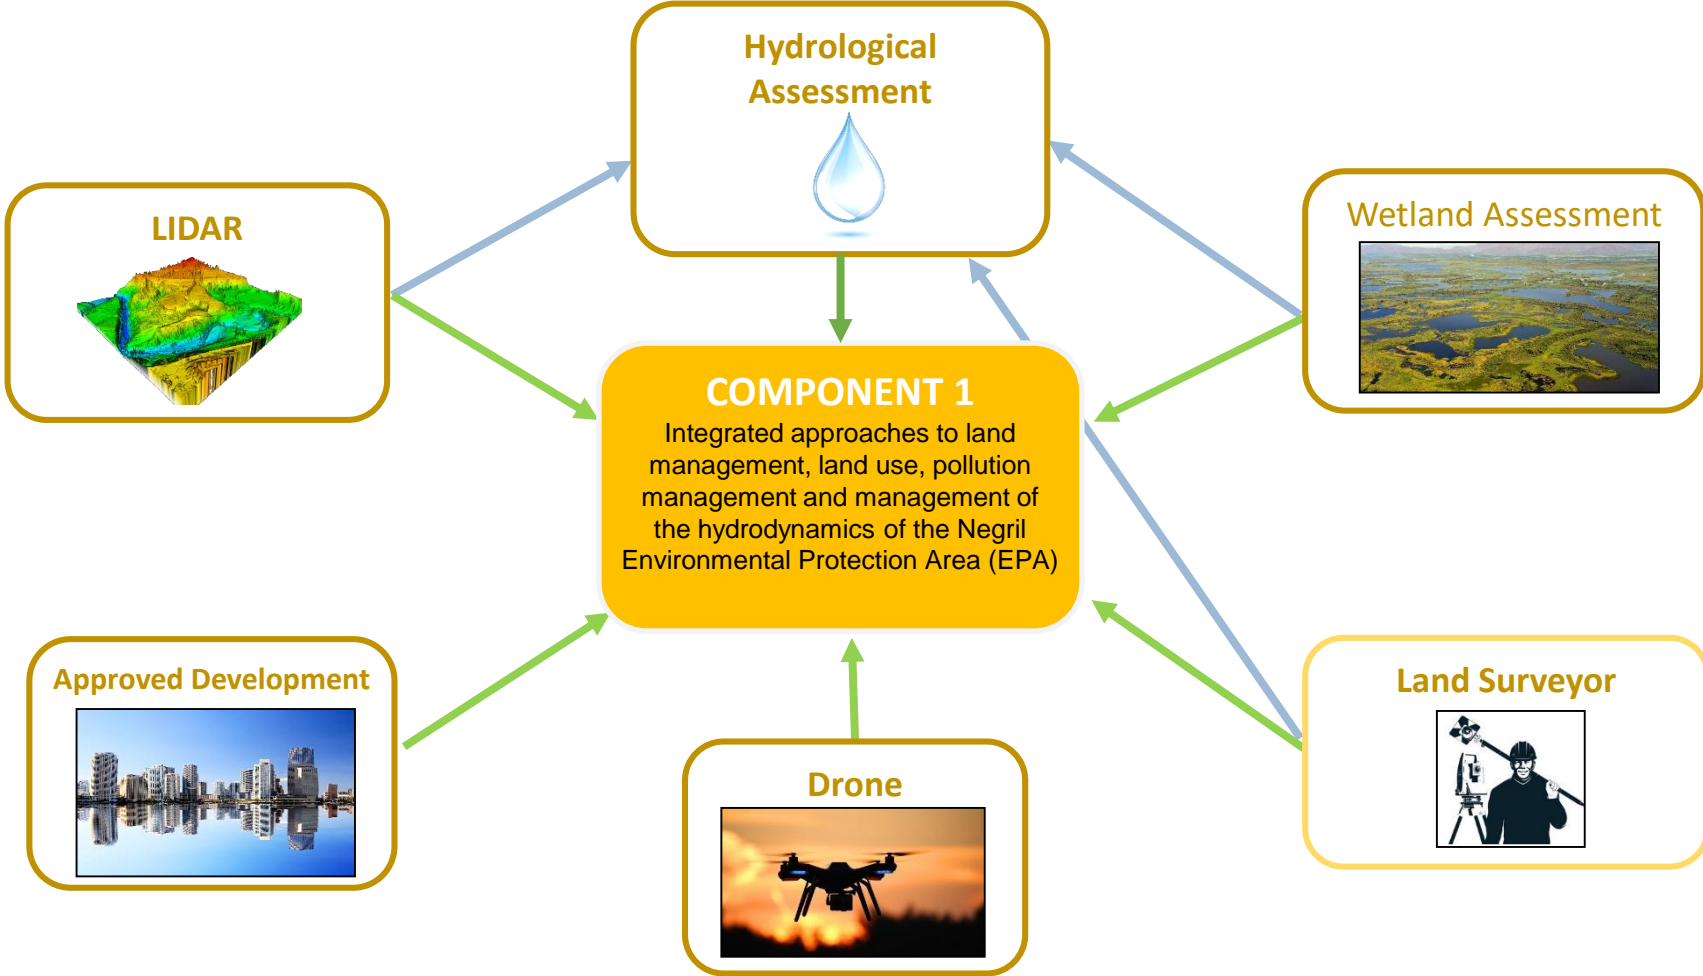 Hydrological
Assessment
LIDAR
Wetland Assessment
COMPONENT 1
Integrated approaches to land
management, land use, pollution
management and management of
the hydrodynamics of the Negril
Environmental Protection Area (EPA)
Approved Development
Drone
Land Surveyor